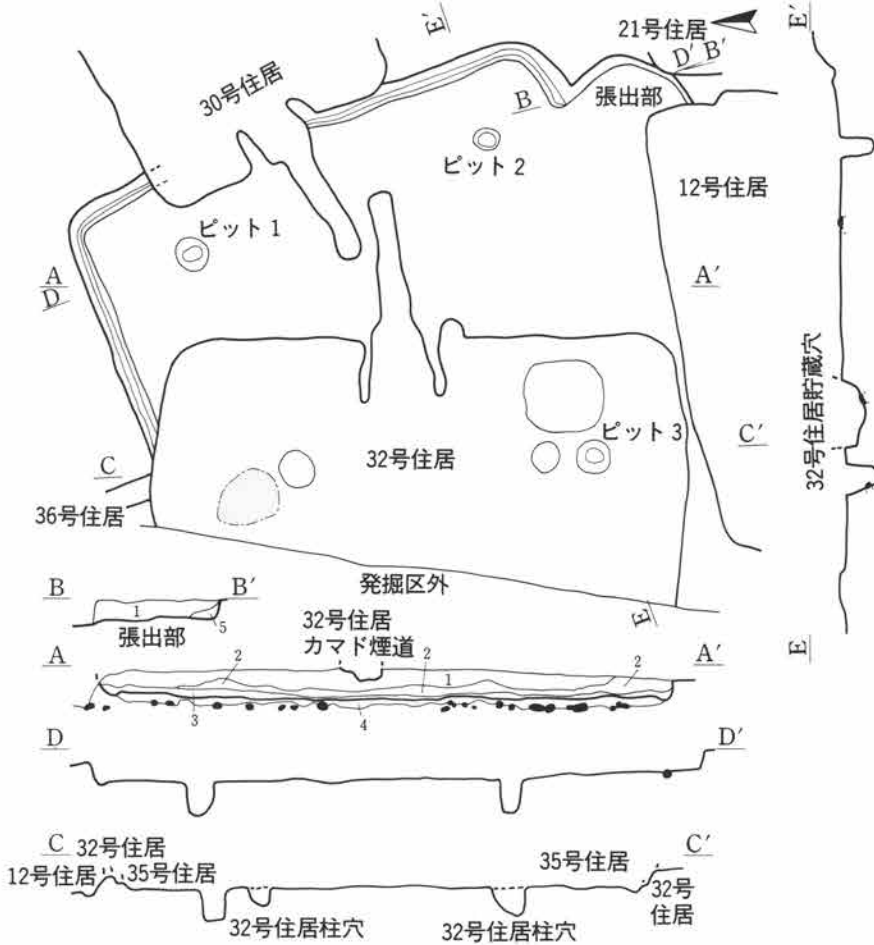 E′
21号住居
E′
D′ B′
30号住居
B
張出部
ピット 2
12号住居
ピット 1
A
D
A′
32号住居貯蔵穴
ピット 3
C′
32号住居
C
36号住居
発掘区外
B
B′
1
5
張出部
E
32号住居
カマド煙道
E
A
A′
2
2
1
2
3
4
D
D′
C
32号住居
C′
12号住居
35号住居
35号住居
32号
住居
32号住居柱穴
32号住居柱穴